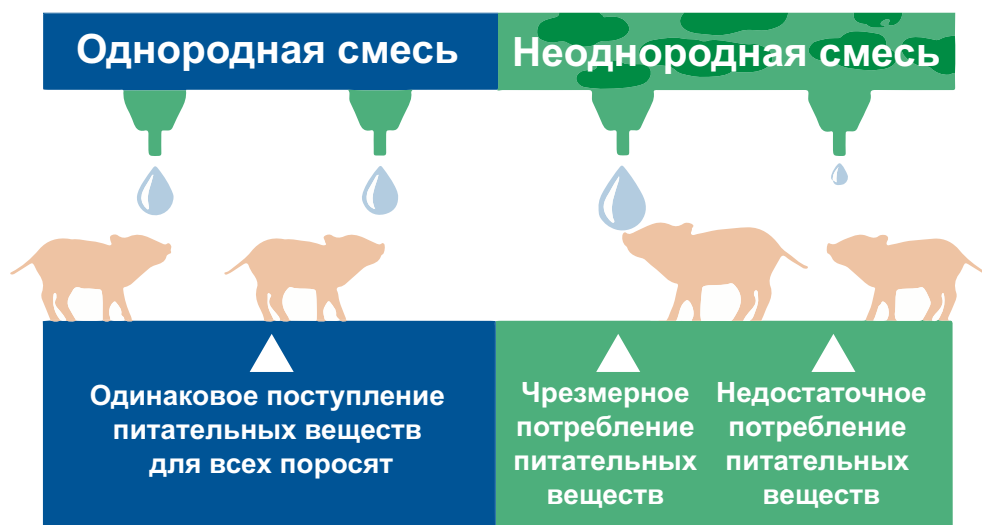 Однородная смесь
Неоднородная смесь
Одинаковое поступление
питательных веществ
для всех поросят
Чрезмерное
потребление
питательных
веществ
Недостаточное
потребление
питательных
веществ